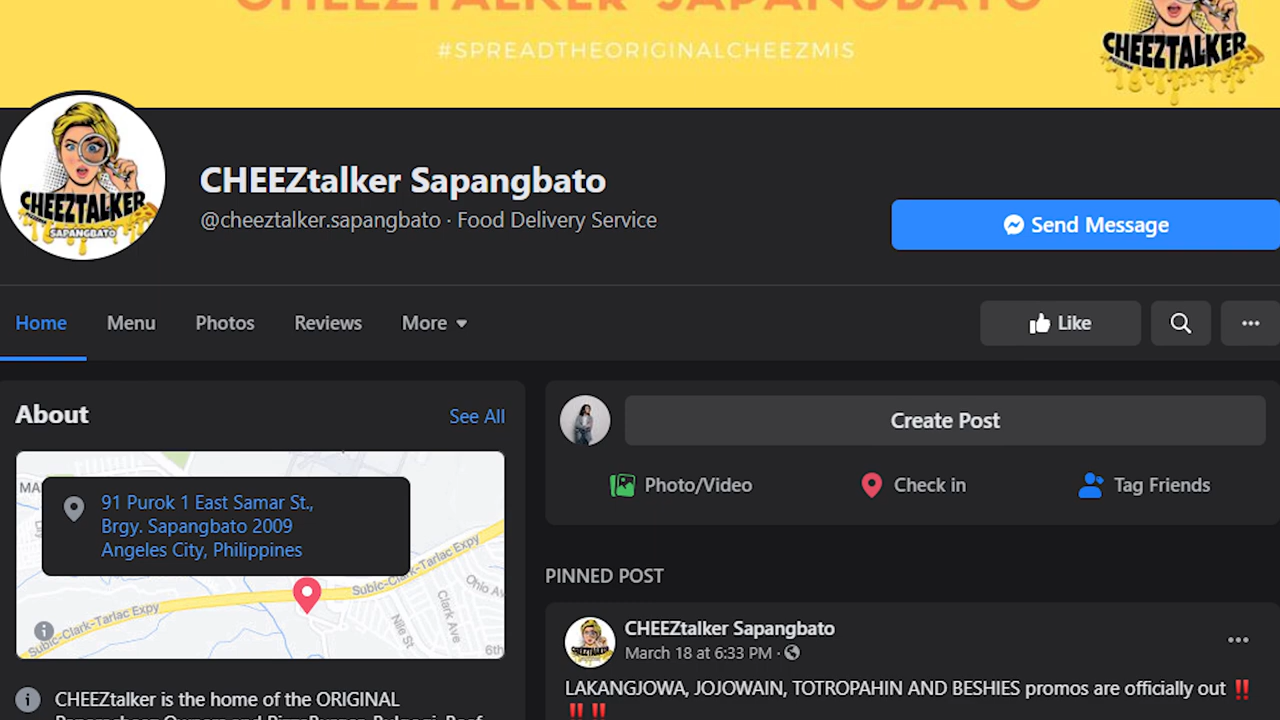 CHEEZTALKER SAPANGBATO
#SPREADTHEORIGINALCHEEZMIS
CHEEZTALKER
CHEEZTALKER
SAPANGBATO
CHEEZtalker Sapangbato
@cheeztalker.sapangbato · Food Delivery Service
Send Message
Home Menu Photos Reviews More
Like
About
See All
Create Post
91 Purok 1 East Samar St.,
Brgy. Sapangbato 2009
Angeles City, Philippines
MA
Photo/Video Check in Tag Friends
Subic-Clark-Tarlac Expy
Subic-Clark-Tarlac Expy
Ohio Av
Clark Ave
Nile St
6th
PINNED POST
CHEEZtalker Sapangbato
March 18 at 6:33 PM ·
LAKANGJOWA, JOJOWAIN, TOTROPAHIN AND BESHIES promos are officially out ‼️
‼️‼️
CHEEZtalker is the home of the ORIGINAL